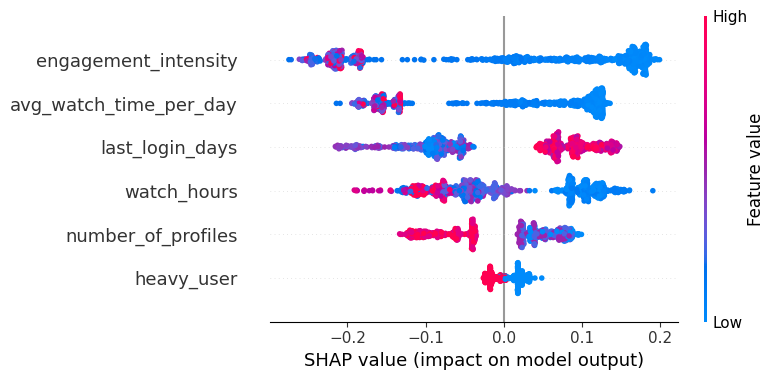 High
engagement_intensity
avg_watch_time_per_day
last_login_days
watch_hours
number_of_profiles
heavy_user
Feature value
Low
−0.2
−0.1
0.0
0.1
0.2
SHAP value (impact on model output)